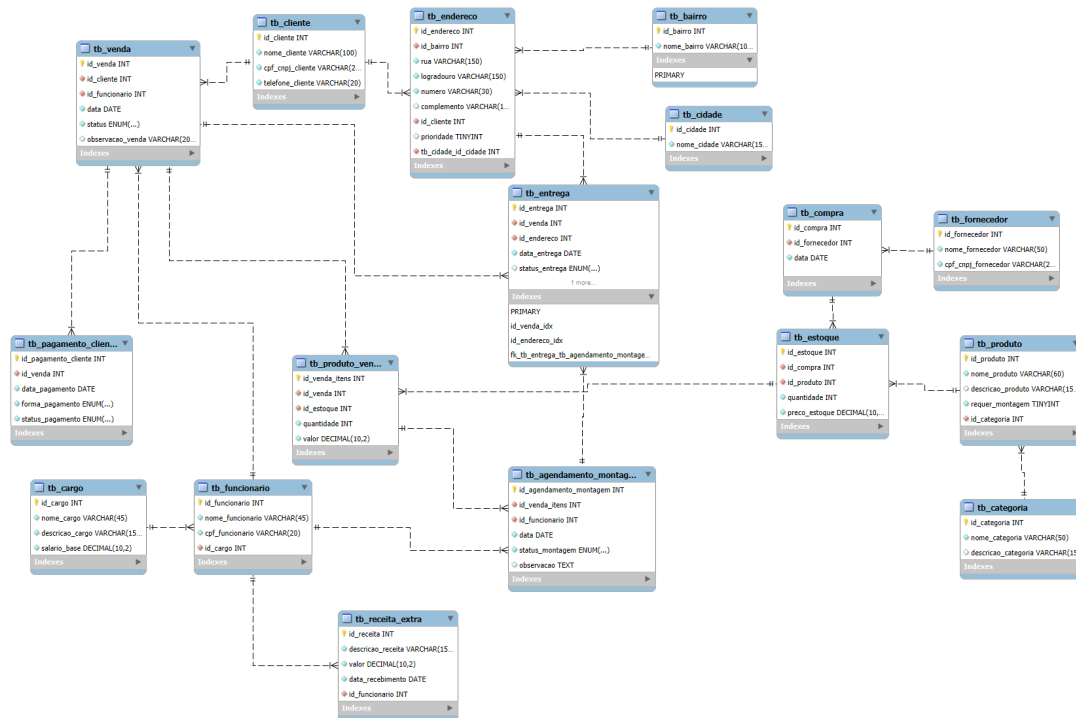 tb_venda
id_venda INT
id_cliente INT
id_funcionario INT
data DATE
status ENUM(...)
observacao_venda VARCHAR(20...
Indexes
tb_cliente
id_cliente INT
nome_cliente VARCHAR(100)
cpf_cnpj_cliente VARCHAR(2...
telefone_cliente VARCHAR(20)
Indexes
tb_endereco
id_endereco INT
id_bairro INT
rua VARCHAR(150)
logradouro VARCHAR(150)
numero VARCHAR(30)
complemento VARCHAR(1...
id_cliente INT
prioridade TINYINT
tb_cidade_id_cidade INT
Indexes
tb_bairro
id_bairro INT
nome_bairro VARCHAR(10...
Indexes
PRIMARY
tb_cidade
id_cidade INT
nome_cidade VARCHAR(15...
Indexes
tb_entrega
id_entrega INT
id_venda INT
id_endereco INT
data_entrega DATE
status_entrega ENUM(...)
1 more...
Indexes
PRIMARY
id_venda_idx
id_endereco_idx
fk_tb_entrega_tb_agendamento_montage...
tb_compra
id_compra INT
id_fornecedor INT
data DATE
Indexes
tb_fornecedor
id_fornecedor INT
nome_fornecedor VARCHAR(50)
cpf_cnpj_fornecedor VARCHAR(2...
Indexes
tb_pagamento_clien...
id_pagamento_cliente INT
id_venda INT
data_pagamento DATE
forma_pagamento ENUM(...)
status_pagamento ENUM(...)
Indexes
tb_produto_ven...
id_venda_itens INT
id_venda INT
id_estoque INT
quantidade INT
valor DECIMAL(10,2)
Indexes
tb_estoque
id_estoque INT
id_compra INT
id_produto INT
quantidade INT
preco_estoque DECIMAL(10,...
Indexes
tb_produto
id_produto INT
nome_produto VARCHAR(60)
descricao_produto VARCHAR(15...
requer_montagem TINYINT
id_categoria INT
Indexes
tb_cargo
id_cargo INT
nome_cargo VARCHAR(45)
descricao_cargo VARCHAR(15...
salario_base DECIMAL(10,2)
Indexes
tb_funcionario
id_funcionario INT
nome_funcionario VARCHAR(45)
cpf_funcionario VARCHAR(20)
id_cargo INT
Indexes
tb_agendamento_montag...
id_agendamento_montagem INT
id_venda_itens INT
id_funcionario INT
data DATE
status_montagem ENUM(...)
observacao TEXT
Indexes
tb_categoria
id_categoria INT
nome_categoria VARCHAR(50)
descricao_categoria VARCHAR(15
Indexes
tb_receita_extra
id_receita INT
descricao_receita VARCHAR(15...
valor DECIMAL(10,2)
data_recebimento DATE
id_funcionario INT
Indexes